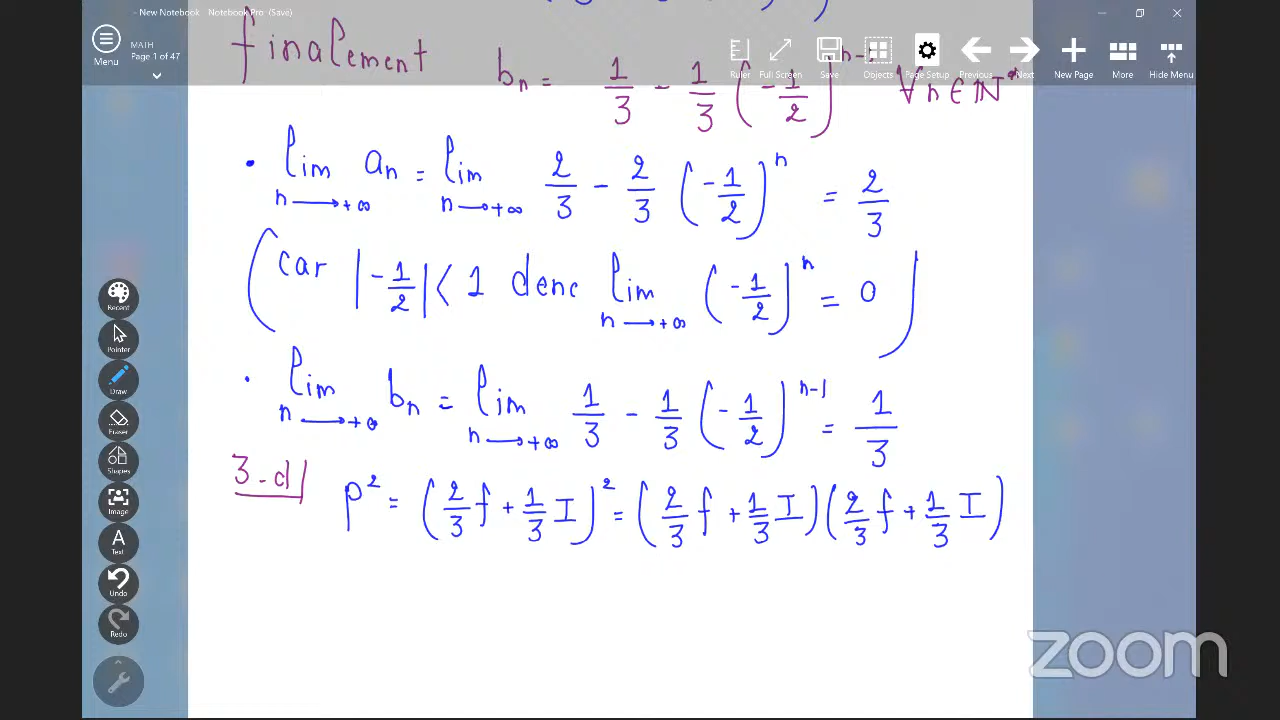 - New Notebook NotebookPro (Save)
Menu
MATH
Page 1 of 47
Ruler Full Screen Save Objects Page Setup Previous Next New Page More Hide Menu
finalement bₙ = 1/3 - 1/3 (-1/2)ⁿ⁻¹ ∀n∈ℕ*
• lim n⟶+∞ aₙ = lim n⟶+∞ 2/3 - 2/3 (-1/2)ⁿ = 2/3
(car |-1/2| < 1 donc lim n⟶+∞ (-1/2)ⁿ = 0)
• lim n⟶+∞ bₙ = lim n⟶+∞ 1/3 - 1/3 (-1/2)ⁿ⁻¹ = 1/3
3-d/ p² = (2/3 f + 1/3 I)² = (2/3 f + 1/3 I)(2/3 f + 1/3 I)
Recent
Pointer
Draw
Eraser
Shapes
Image
Text
Undo
Redo
zoom